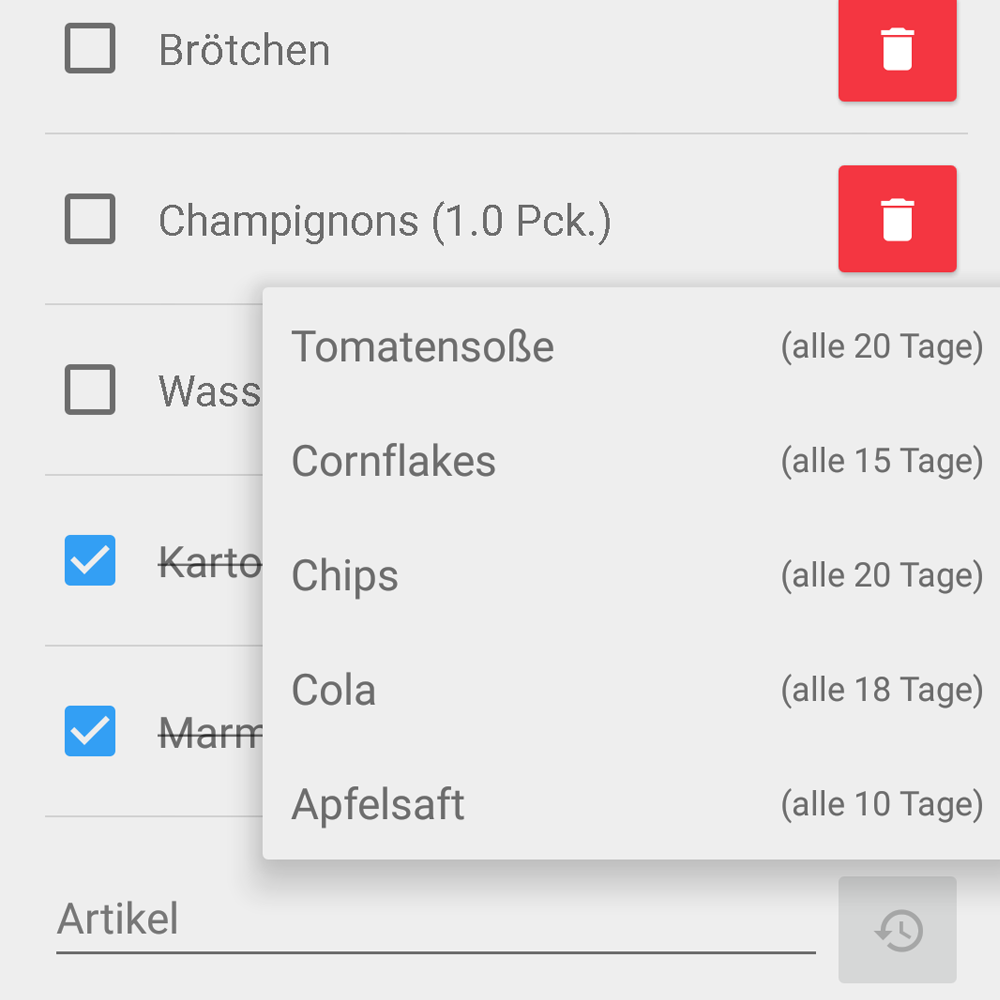 Brötchen
Champignons (1.0 Pck.)
Tomatensoße (alle 20 Tage)
Wass
Cornflakes (alle 15 Tage)
Karto
Chips (alle 20 Tage)
Cola (alle 18 Tage)
Marm
Apfelsaft (alle 10 Tage)
Artikel